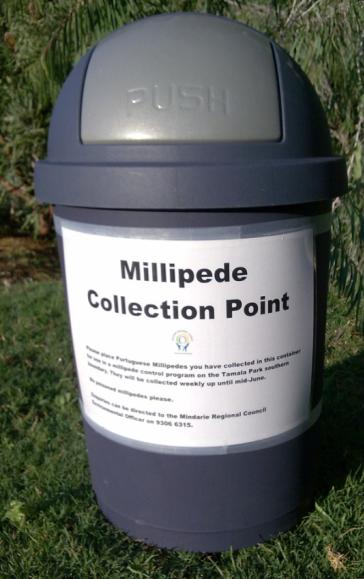 PUSH
Millipede
Collection Point
Please place Portuguese Millipedes you have collected in this container
for use in a millipede control program on the Tamala Park southern
boundary. They will be collected weekly up until mid-June.
No poisoned millipedes please.
Enquiries can be directed to the Mindarie Regional Council
Environmental Officer on 9306 6315.